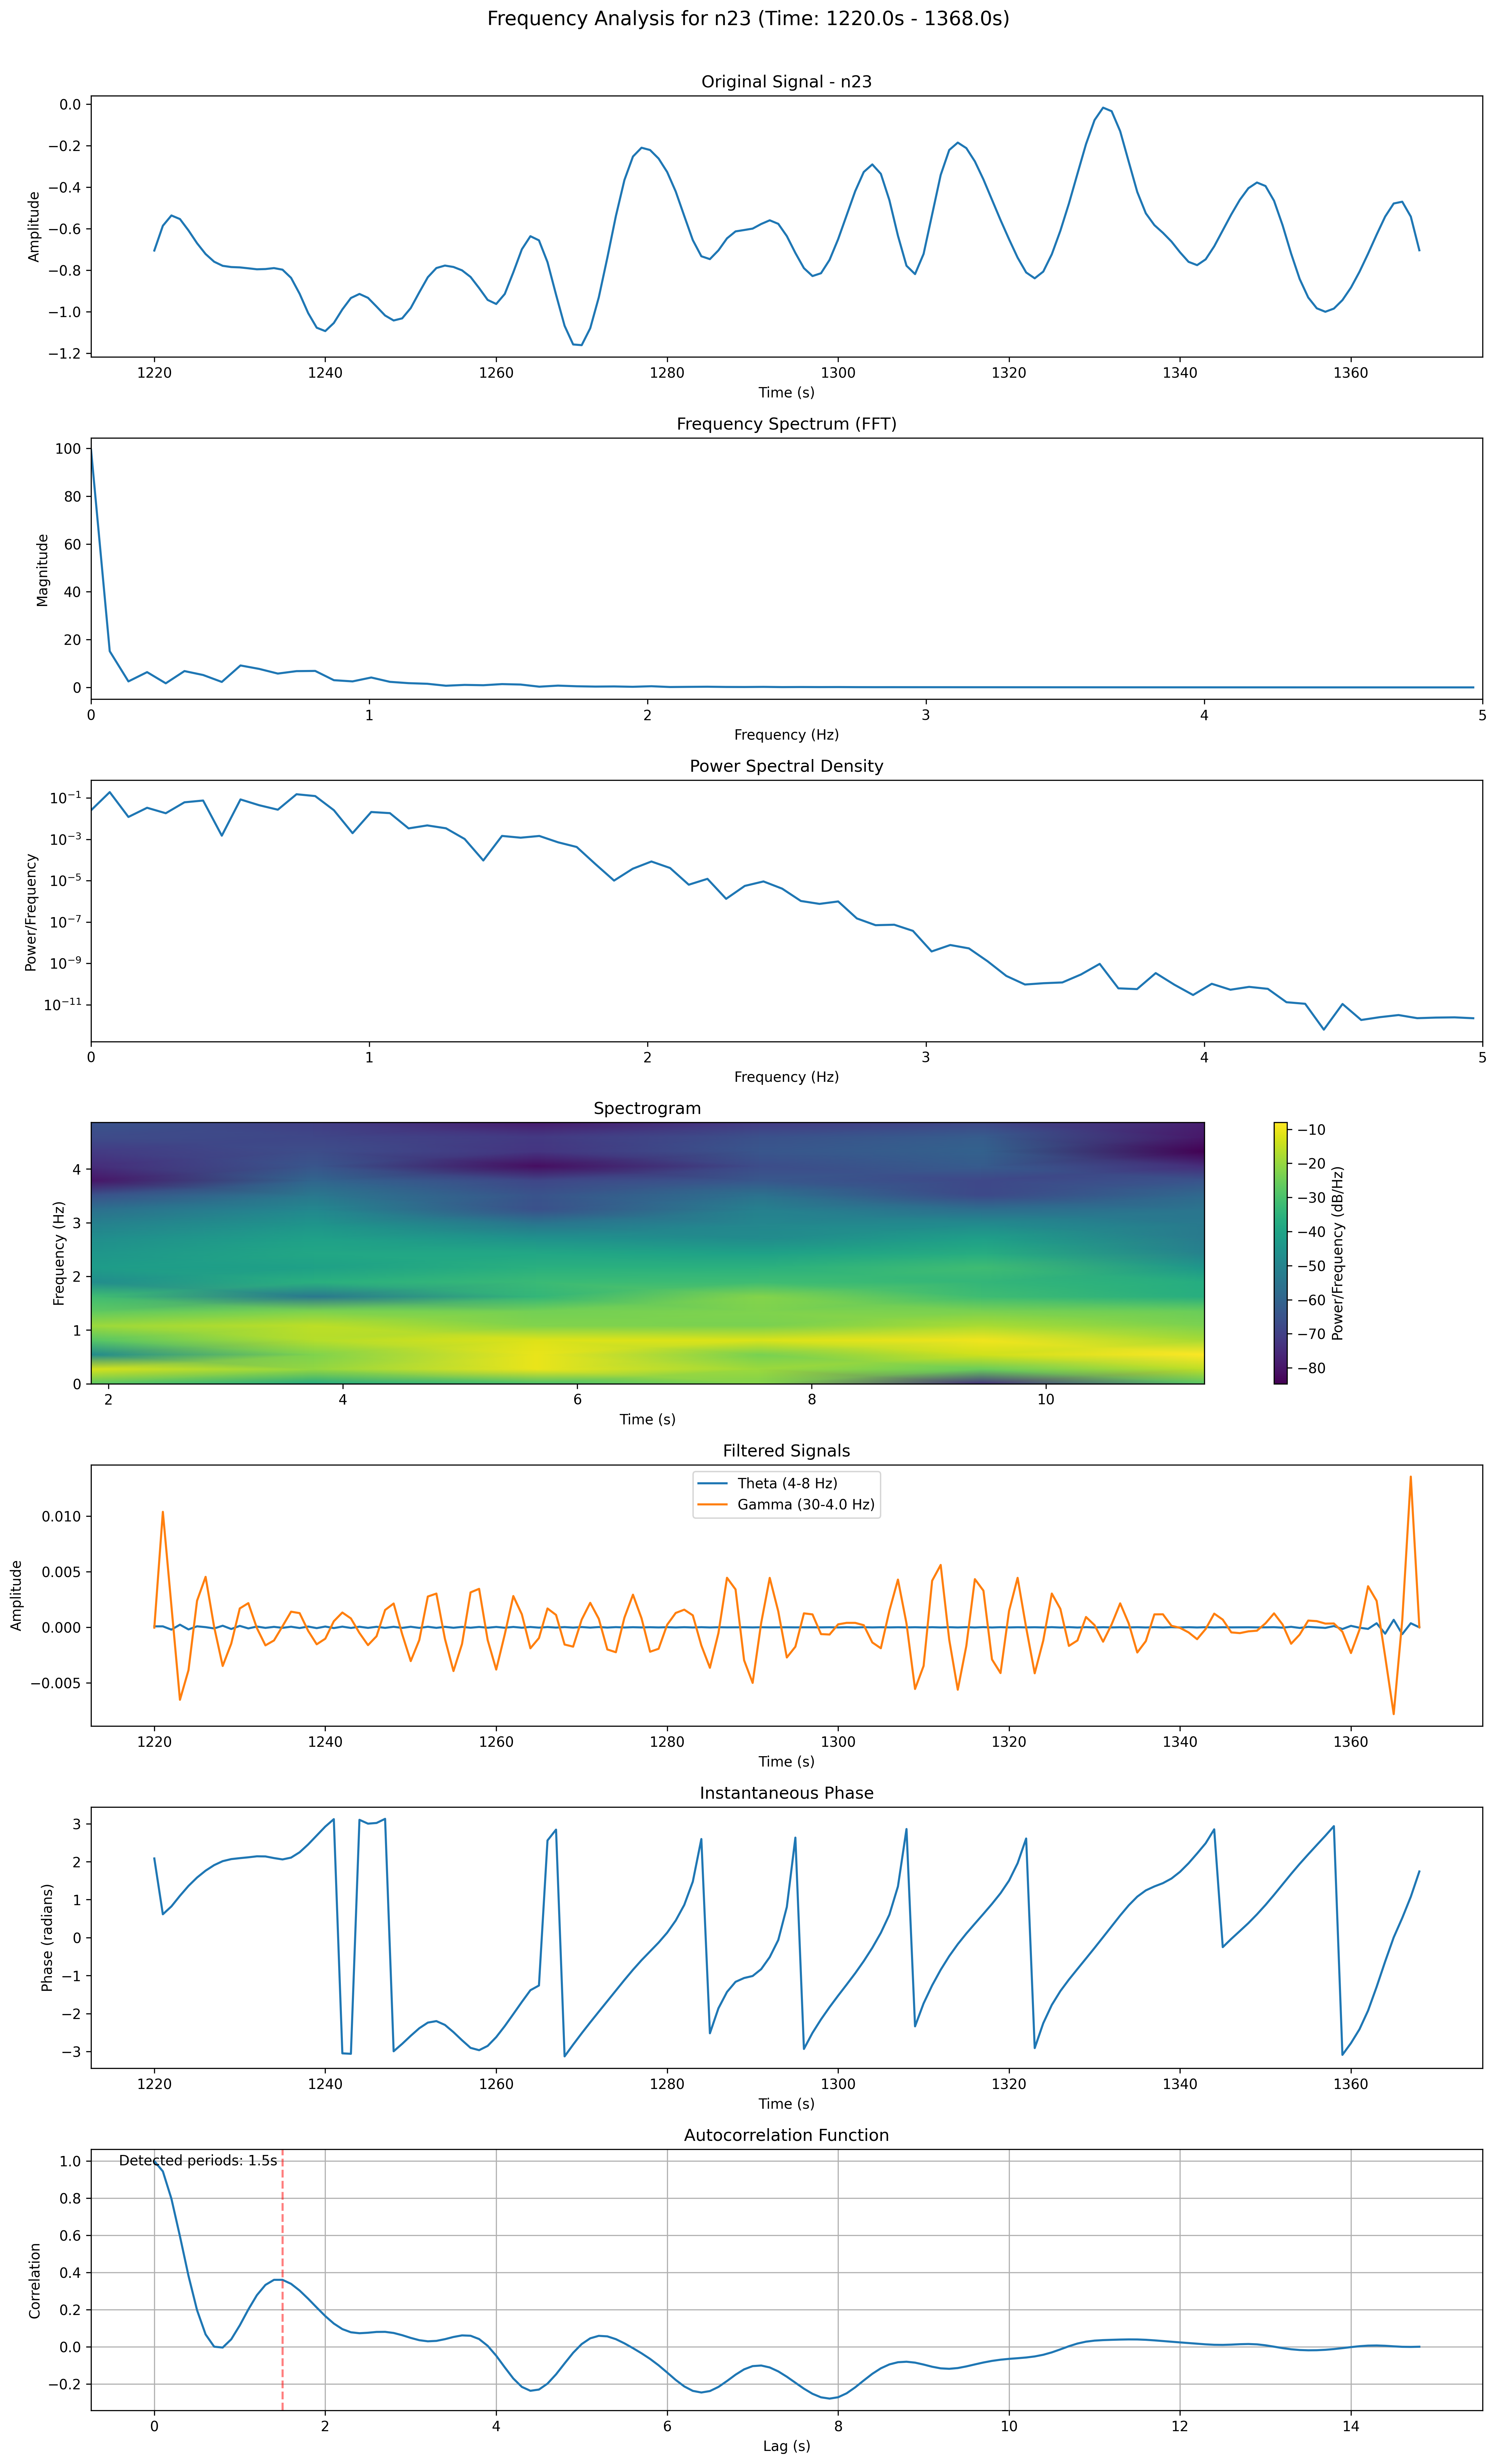 Frequency Analysis for n23 (Time: 1220.0s - 1368.0s)
Original Signal - n23
0.0
−0.2
−0.4
−0.6
−0.8
−1.0
−1.2
Amplitude
1220 1240 1260 1280 1300 1320 1340 1360
Time (s)
Frequency Spectrum (FFT)
100
80
60
40
20
0
Magnitude
0 1 2 3 4 5
Frequency (Hz)
Power Spectral Density
10−1
10−3
10−5
10−7
10−9
10−11
Power/Frequency
0 1 2 3 4 5
Frequency (Hz)
Spectrogram
4
3
2
1
0
Frequency (Hz)
2 4 6 8 10
Time (s)
−10
−20
−30
−40
−50
−60
−70
−80
Power/Frequency (dB/Hz)
Filtered Signals
Theta (4-8 Hz)
Gamma (30-4.0 Hz)
0.010
0.005
0.000
−0.005
Amplitude
1220 1240 1260 1280 1300 1320 1340 1360
Time (s)
Instantaneous Phase
3
2
1
0
−1
−2
−3
Phase (radians)
1220 1240 1260 1280 1300 1320 1340 1360
Time (s)
Autocorrelation Function
Detected periods: 1.5s
1.0
0.8
0.6
0.4
0.2
0.0
−0.2
Correlation
0 2 4 6 8 10 12 14
Lag (s)